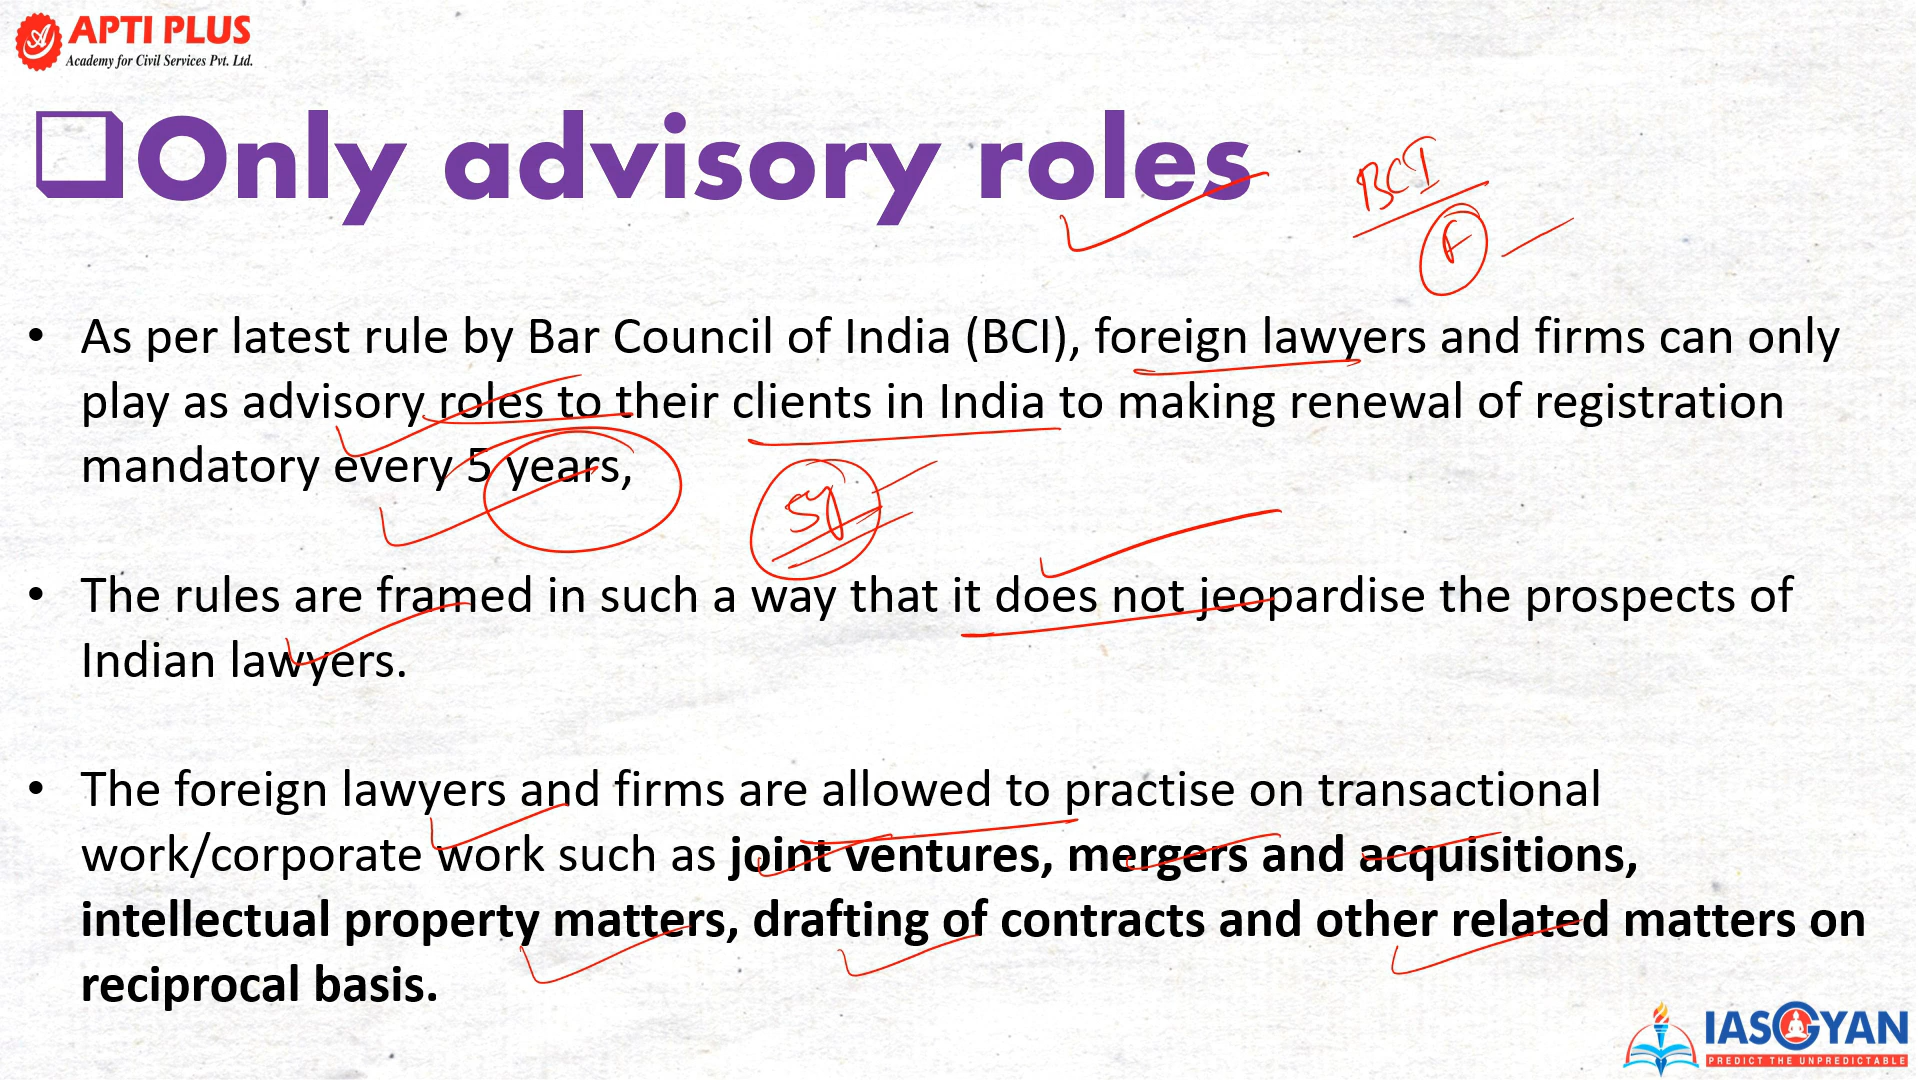 APTI PLUS
Academy for Civil Services Pvt. Ltd.
Only advisory roles
BCI
F
• As per latest rule by Bar Council of India (BCI), foreign lawyers and firms can only
play as advisory roles to their clients in India to making renewal of registration
mandatory every 5 years,
5y
• The rules are framed in such a way that it does not jeopardise the prospects of
Indian lawyers.
• The foreign lawyers and firms are allowed to practise on transactional
work/corporate work such as joint ventures, mergers and acquisitions,
intellectual property matters, drafting of contracts and other related matters on
reciprocal basis.
IASGYAN
PREDICT THE UNPREDICTABLE